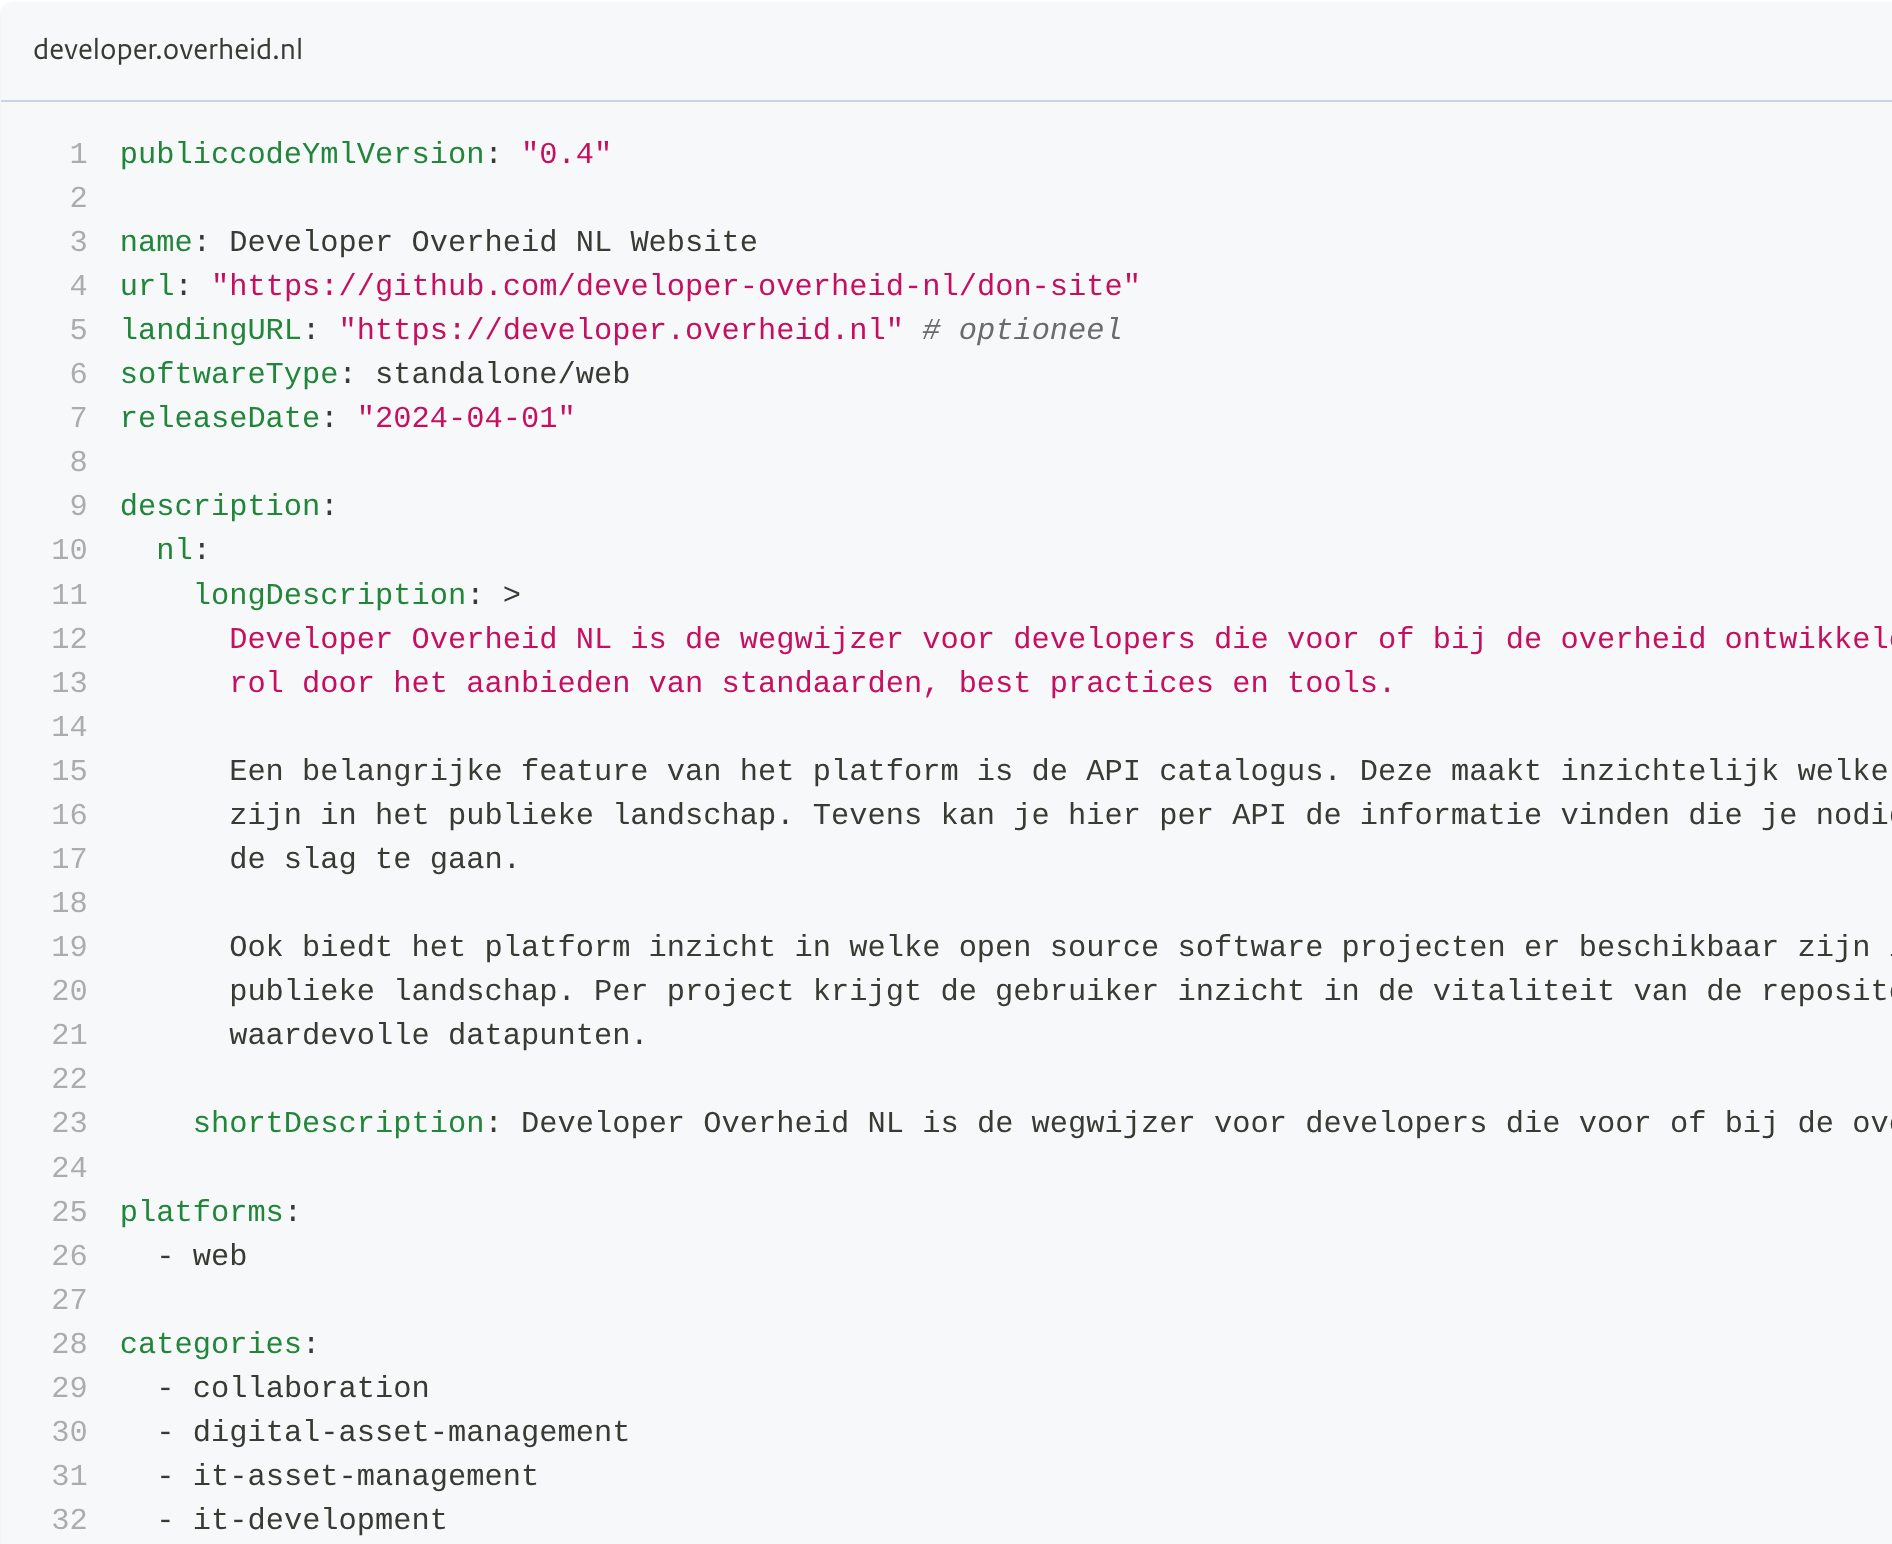 developer.overheid.nl
1 publiccodeYmlVersion: "0.4"
2
3 name: Developer Overheid NL Website
4 url: "https://github.com/developer-overheid-nl/don-site"
5 landingURL: "https://developer.overheid.nl" # optioneel
6 softwareType: standalone/web
7 releaseDate: "2024-04-01"
8
9 description:
10   nl:
11     longDescription: >
12       Developer Overheid NL is de wegwijzer voor developers die voor of bij de overheid
13       rol door het aanbieden van standaarden, best practices en tools.
14
15       Een belangrijke feature van het platform is de API catalogus. Deze maakt inzichtelijk welke
16       zijn in het publieke landschap. Tevens kan je hier per API de informatie vinden die je
17       de slag te gaan.
18
19       Ook biedt het platform inzicht in welke open source software projecten er beschikbaar zijn
20       publieke landschap. Per project krijgt de gebruiker inzicht in de vitaliteit van de
21       waardevolle datapunten.
22
23     shortDescription: Developer Overheid NL is de wegwijzer voor developers die voor of bij de
24
25 platforms:
26   - web
27
28 categories:
29   - collaboration
30   - digital-asset-management
31   - it-asset-management
32   - it-development